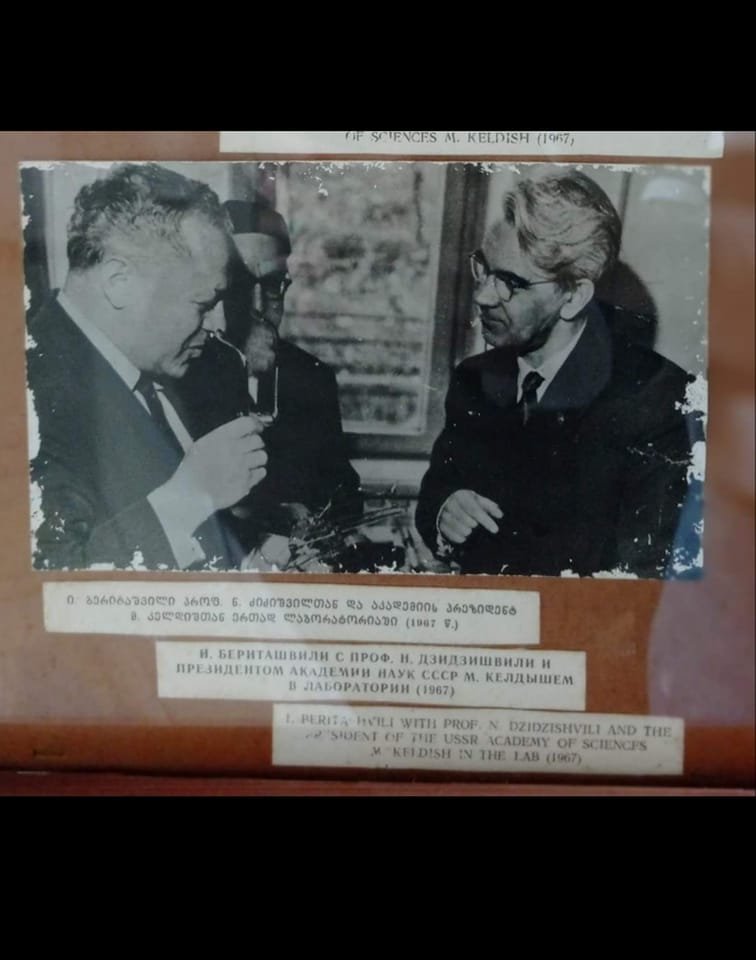 OF SCIENCES M. KELDISH (1967)
ი. ბერიტაშვილი პროფ. ნ. ძიძიშვილთან და აკადემიის პრეზიდენტ
მ. კელდიშთან ერთად ლაბორატორიაში (1967 წ.)
И. БЕРИТАШВИЛИ С ПРОФ. Н. ДЗИДЗИШВИЛИ И
ПРЕЗИДЕНТОМ АКАДЕМИИ НАУК СССР М. КЕЛДЫШЕМ
В ЛАБОРАТОРИИ (1967)
I. BERITASHVILI WITH PROF. N. DZIDZISHVILI AND THE
PRESIDENT OF THE USSR ACADEMY OF SCIENCES
M. KELDISH IN THE LAB (1967)